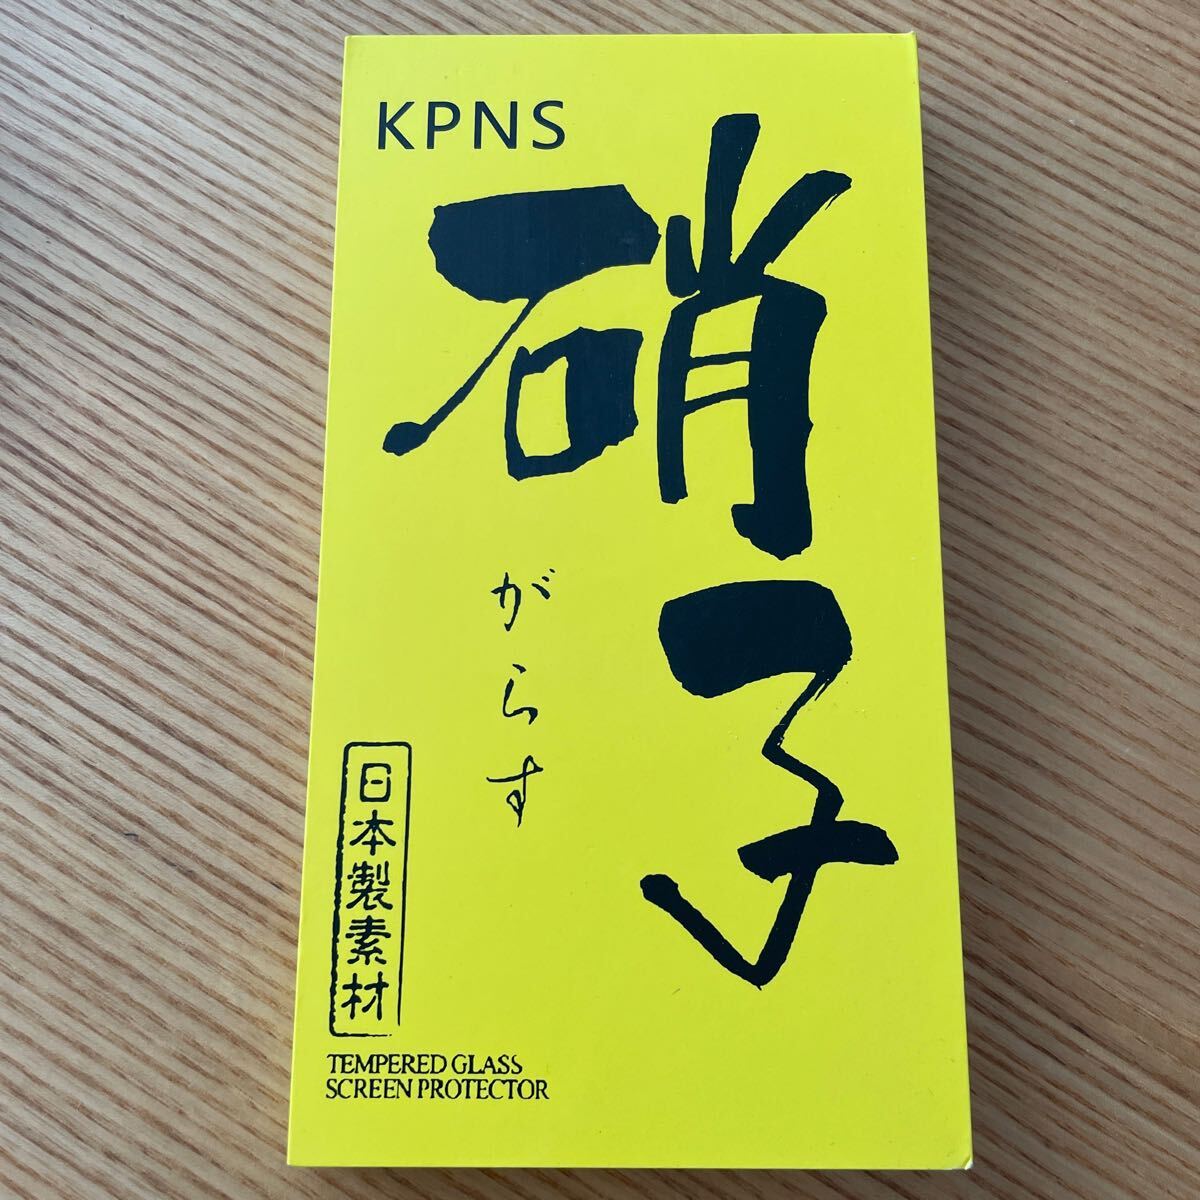 KPNS
硝子
がらす
日本製素材
TEMPERED GLASS
SCREEN PROTECTOR